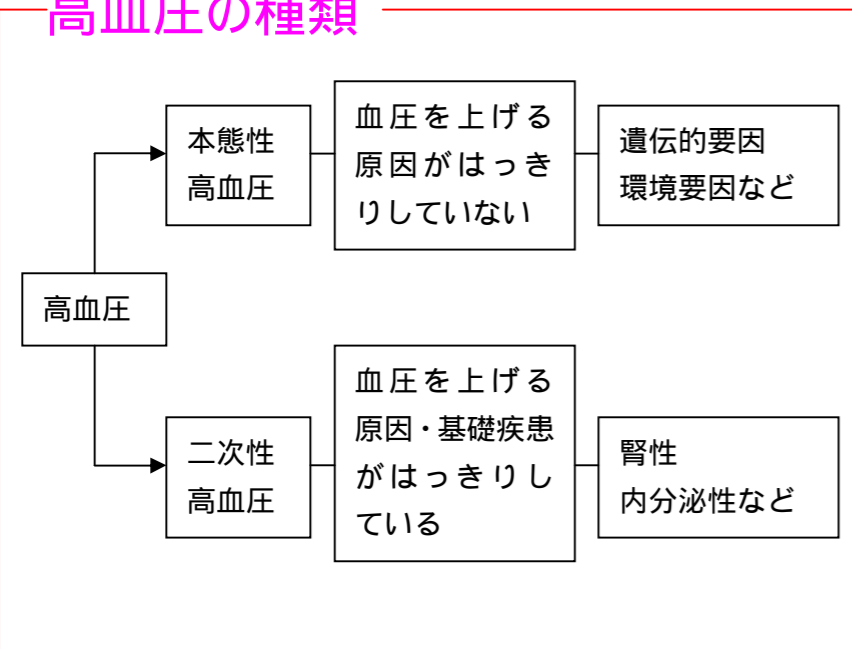 高血圧の種類
本態性
高血圧
血圧を上げる
原因がはっき
りしていない
遺伝的要因
環境要因など
高血圧
二次性
高血圧
血圧を上げる
原因・基礎疾患
がはっきりし
ている
腎性
内分泌性など